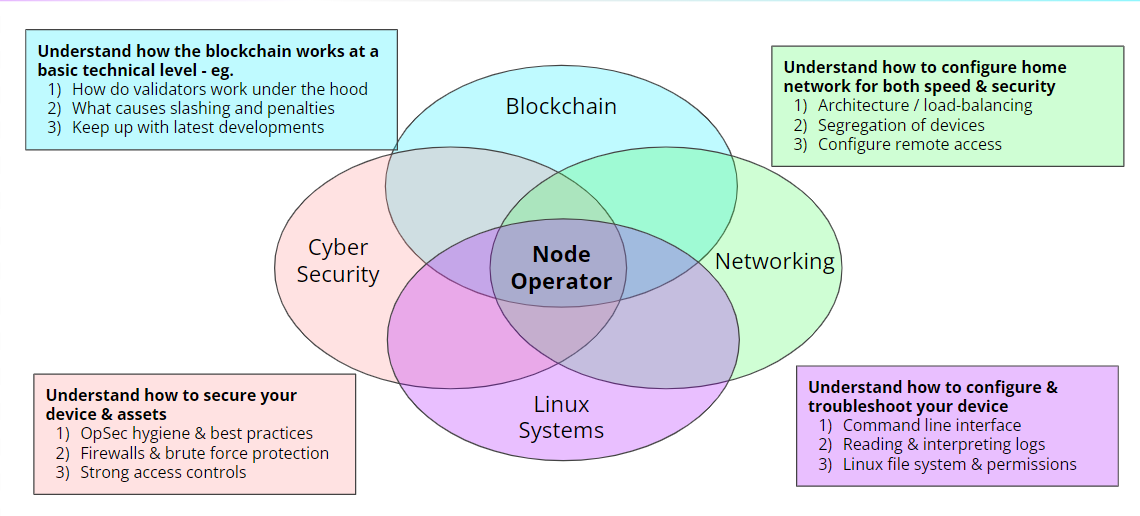 Understand how the blockchain works at a
basic technical level - eg.
1) How do validators work under the hood
2) What causes slashing and penalties
3) Keep up with latest developments
Understand how to configure home
network for both speed & security
1) Architecture / load-balancing
2) Segregation of devices
3) Configure remote access
Blockchain
Cyber
Security
Node
Operator
Networking
Linux
Systems
Understand how to secure your
device & assets
1) OpSec hygiene & best practices
2) Firewalls & brute force protection
3) Strong access controls
Understand how to configure &
troubleshoot your device
1) Command line interface
2) Reading & interpreting logs
3) Linux file system & permissions